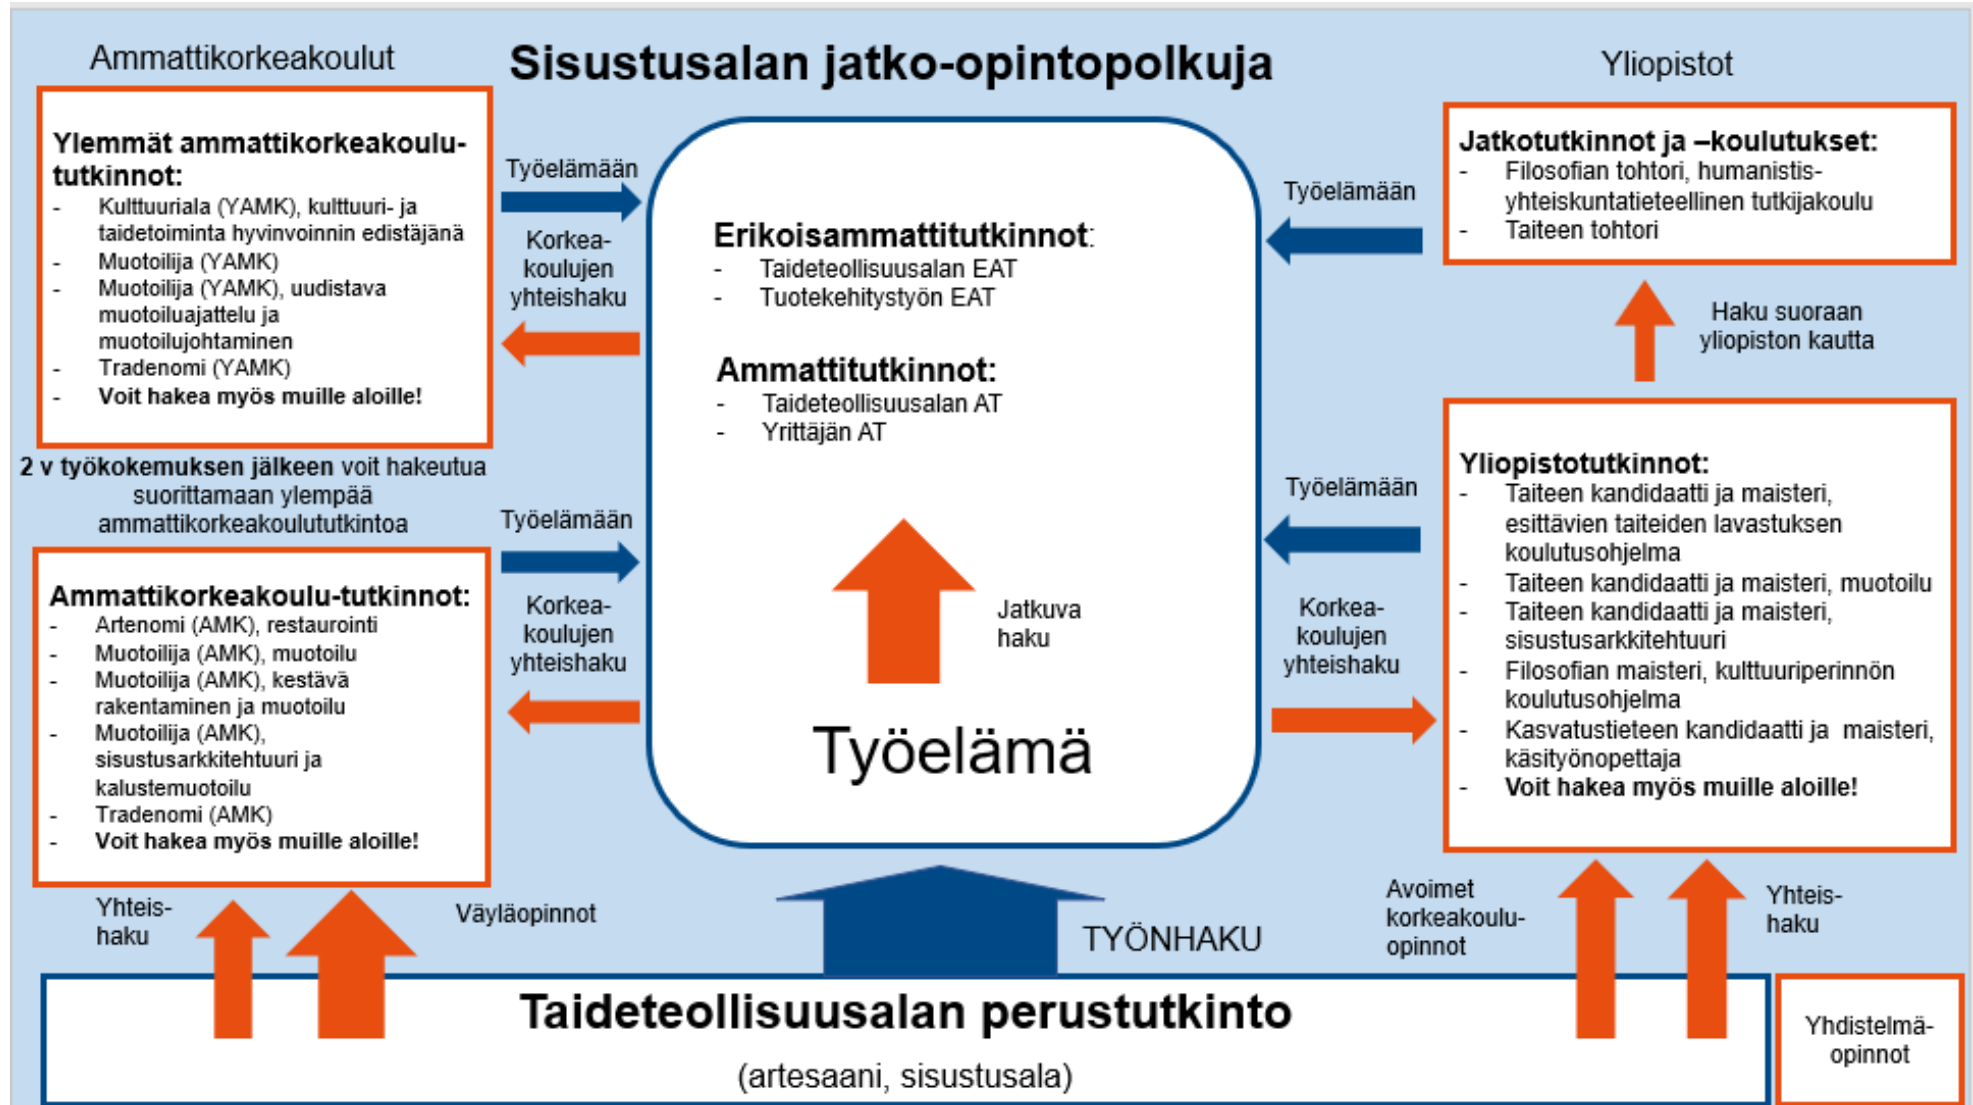 Sisustusalan jatko-opintopolkuja
Ammattikorkeakoulut
Ylemmät ammattikorkeakoulu-
tutkinnot:
- Kulttuuriala (YAMK), kulttuuri- ja
taidetoiminta hyvinvoinnin edistäjänä
- Muotoilija (YAMK)
- Muotoilija (YAMK), uudistava
muotoiluajattelu ja
muotoilujohtaminen
- Tradenomi (YAMK)
- Voit hakea myös muille aloille!
2 v työkokemuksen jälkeen voit hakeutua
suorittamaan ylempää
ammattikorkeakoulututkintoa
Ammattikorkeakoulu-tutkinnot:
- Artenomi (AMK), restaurointi
- Muotoilija (AMK), muotoilu
- Muotoilija (AMK), kestävä
rakentaminen ja muotoilu
- Muotoilija (AMK),
sisustusarkkitehtuuri ja
kalustemuotoilu
- Tradenomi (AMK)
- Voit hakea myös muille aloille!
Yhteis-
haku
Väyläopinnot
Työelämään
Korkea-
koulujen
yhteishaku
Työelämään
Korkea-
koulujen
yhteishaku
Erikoisammattitutkinnot:
- Taideteollisuusalan EAT
- Tuotekehitystyön EAT
Ammattitutkinnot:
- Taideteollisuusalan AT
- Yrittäjän AT
Jatkuva
haku
Työelämä
TYÖNHAKU
Yliopistot
Jatkotutkinnot ja –koulutukset:
- Filosofian tohtori, humanistis-
yhteiskuntatieteellinen tutkijakoulu
- Taiteen tohtori
Työelämään
Haku suoraan
yliopiston kautta
Työelämään
Korkea-
koulujen
yhteishaku
Yliopistotutkinnot:
- Taiteen kandidaatti ja maisteri,
esittävien taiteiden lavastuksen
koulutusohjelma
- Taiteen kandidaatti ja maisteri, muotoilu
- Taiteen kandidaatti ja maisteri,
sisustusarkkitehtuuri
- Filosofian maisteri, kulttuuriperinnön
koulutusohjelma
- Kasvatustieteen kandidaatti ja maisteri,
käsityönopettaja
- Voit hakea myös muille aloille!
Avoimet
korkeakoulu-
opinnot
Yhteis-
haku
Taideteollisuusalan perustutkinto
(artesaani, sisustusala)
Yhdistelmä-
opinnot